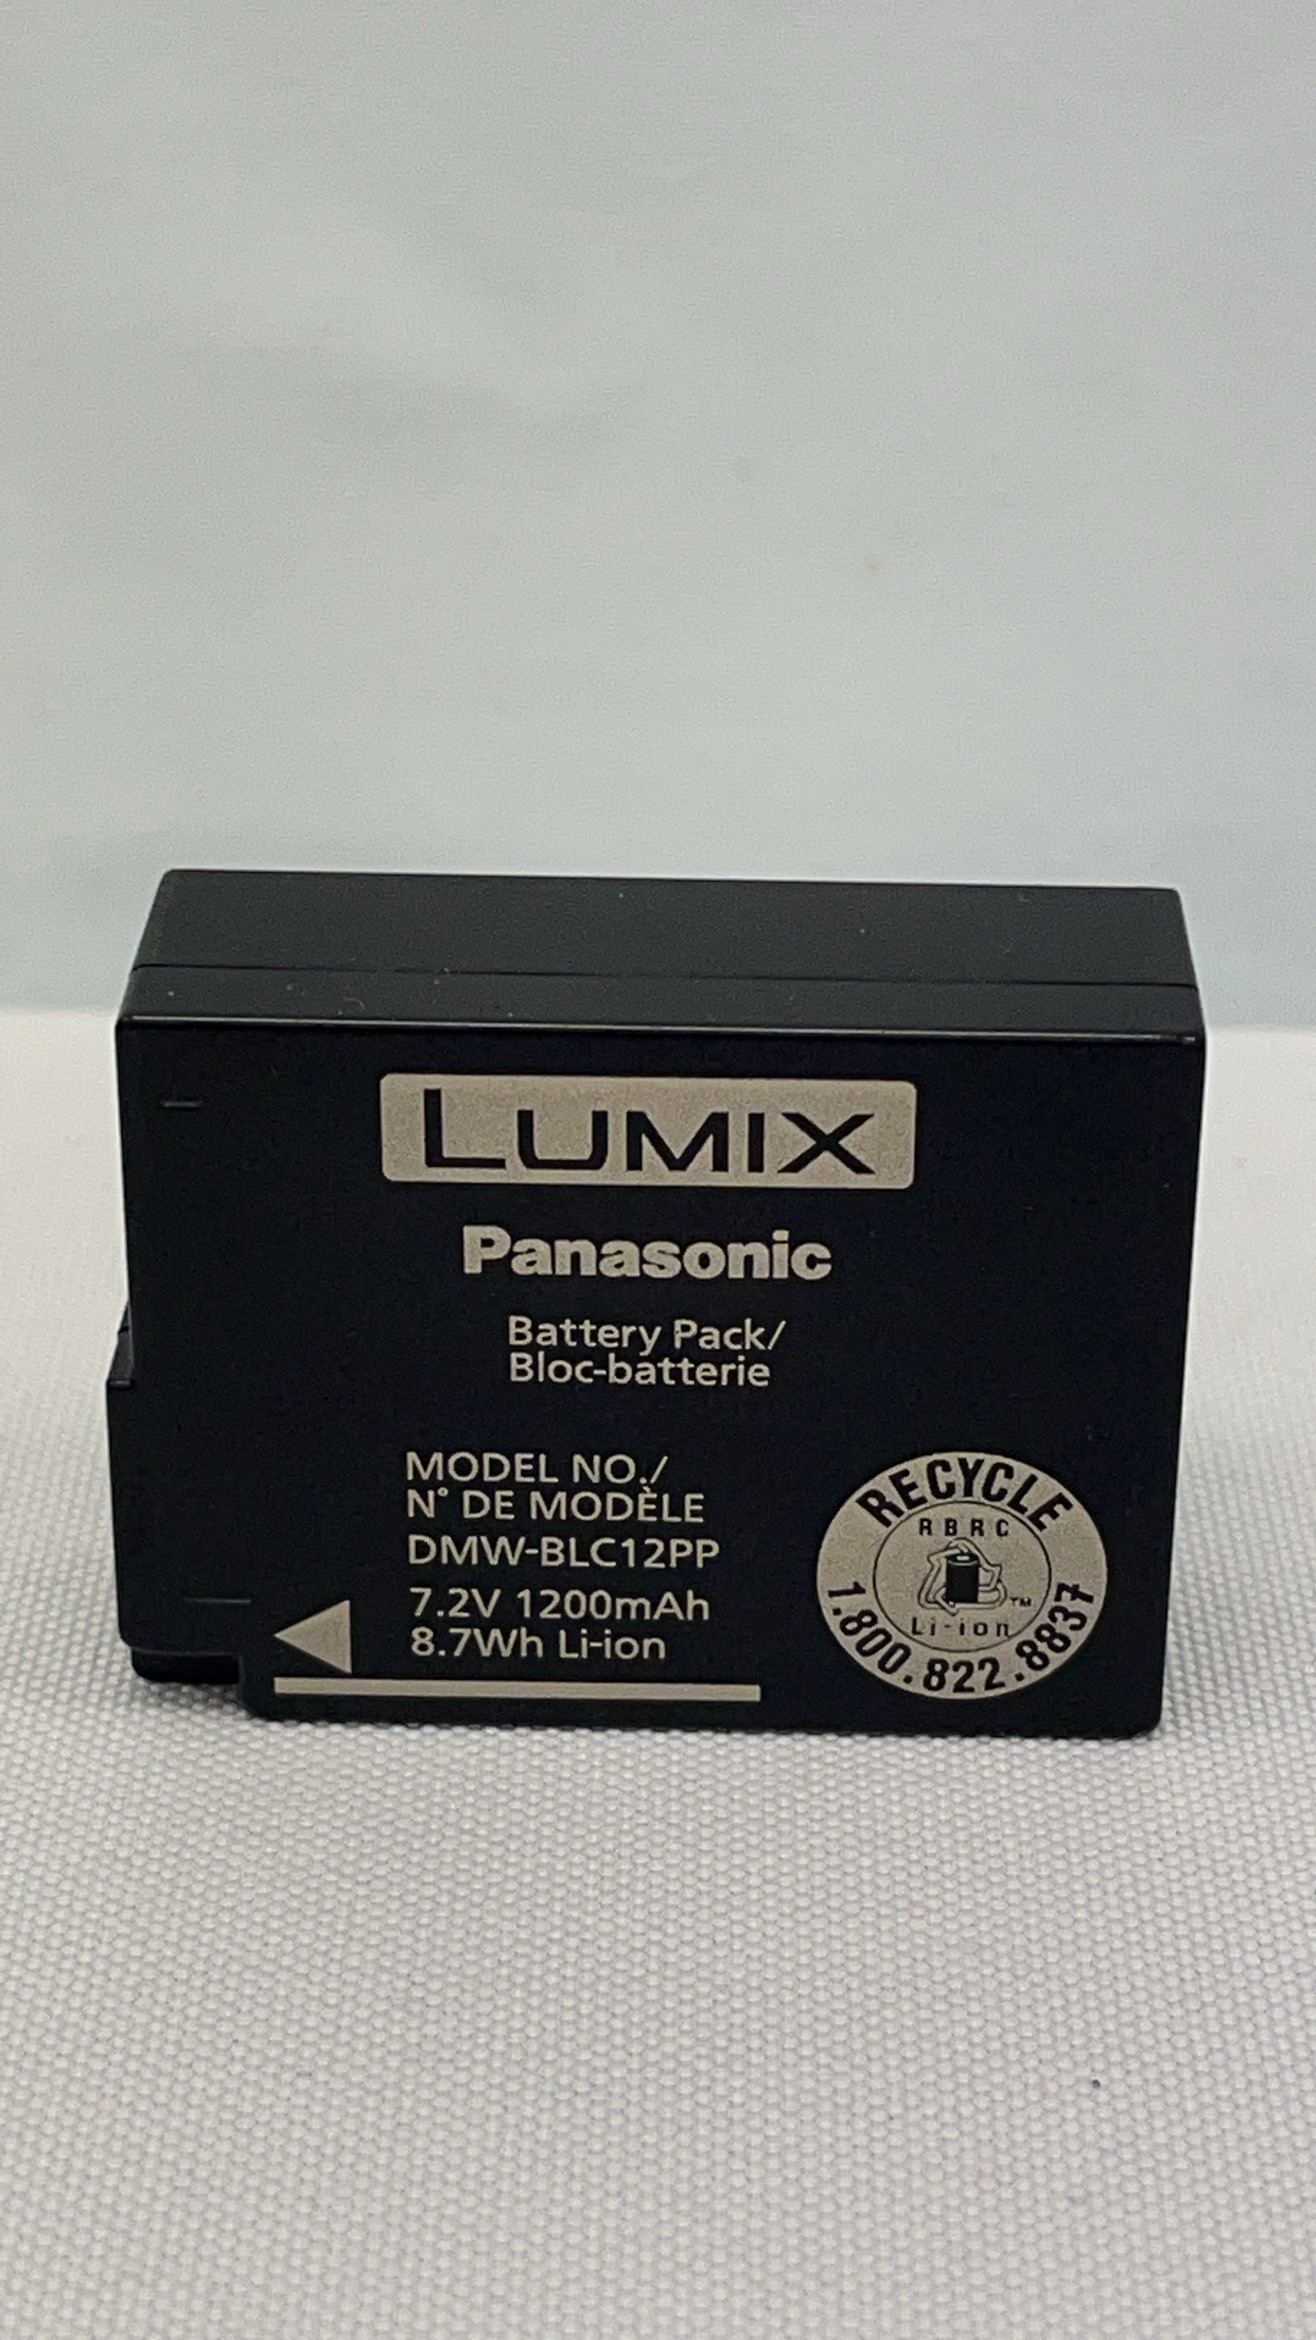 LUMIX
Panasonic
Battery Pack/
Bloc-batterie
MODEL NO./
N° DE MODÈLE
DMW-BLC12PP
7.2V 1200mAh
8.7Wh Li-ion
RECYCLE
RBRC
TM
Li-ion
1.800.822.8837